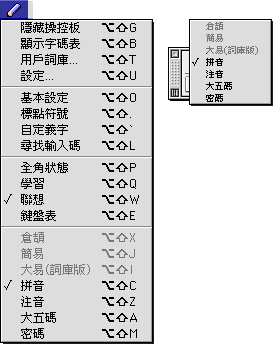 隱藏操控板 ⌥⇧G
顯示字碼表 ⌥⇧B
用戶詞庫... ⌥⇧T
設定... ⌥⇧U
基本設定 ⌥⇧O
標點符號 ⌥⇧.
自定義字 ⌥⇧`
尋找輸入碼 ⌥⇧L
全角狀態 ⌥⇧P
學習 ⌥⇧Q
✓ 聯想 ⌥⇧W
鍵盤表 ⌥⇧E
倉頡 ⌥⇧X
簡易 ⌥⇧J
大易(詞庫版) ⌥⇧I
✓ 拼音 ⌥⇧C
注音 ⌥⇧Z
大五碼 ⌥⇧A
密碼 ⌥⇧M
倉頡
簡易
大易(詞庫版)
✓ 拼音
注音
大五碼
密碼